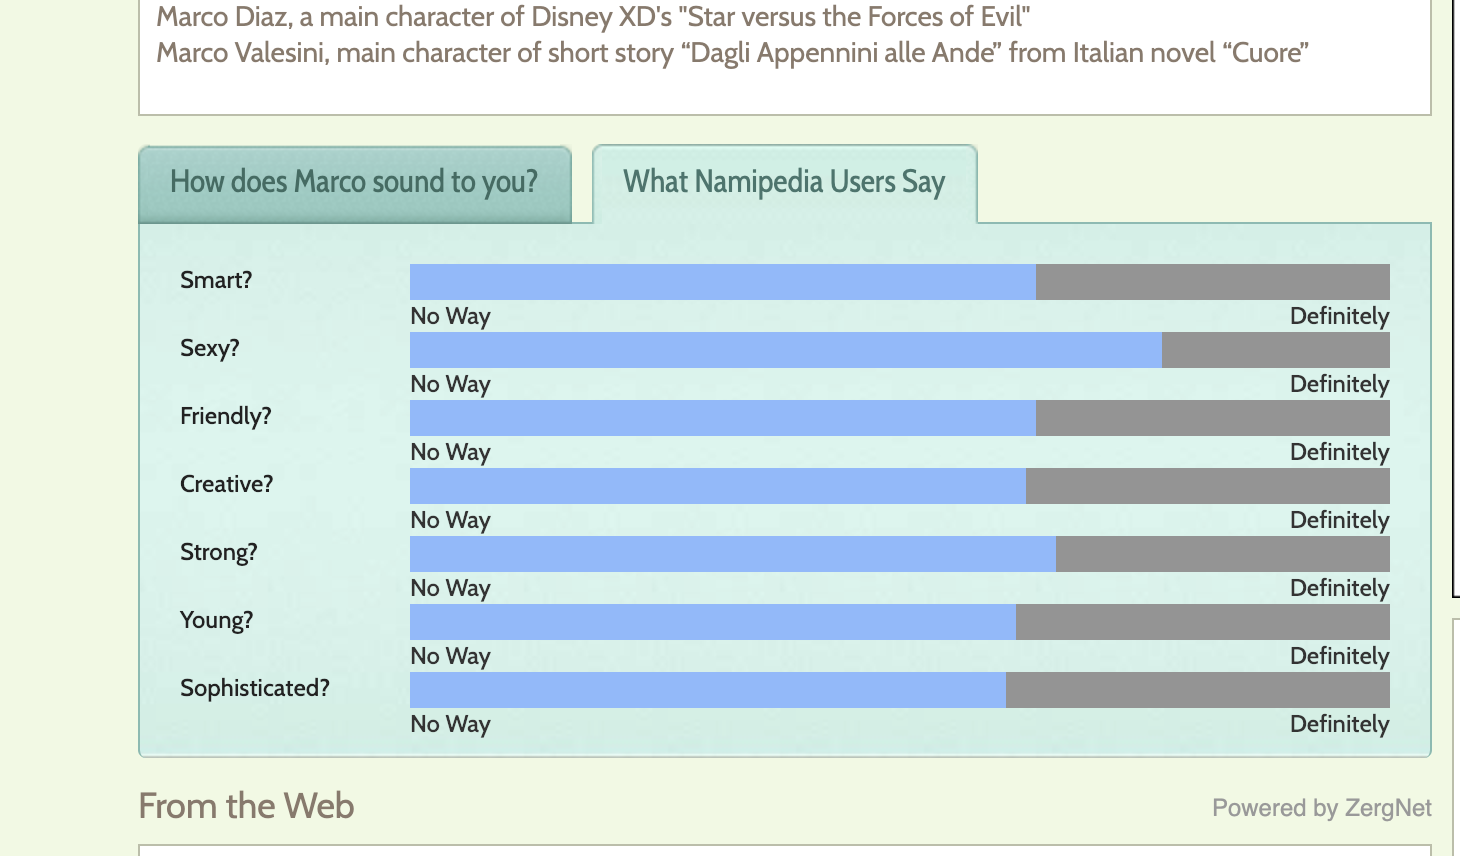 Marco Diaz, a main character of Disney XD's "Star versus the Forces of Evil"
Marco Valesini, main character of short story “Dagli Appennini alle Ande” from Italian novel “Cuore”
How does Marco sound to you?
What Namipedia Users Say
Smart?
No Way Definitely
Sexy?
No Way Definitely
Friendly?
No Way Definitely
Creative?
No Way Definitely
Strong?
No Way Definitely
Young?
No Way Definitely
Sophisticated?
No Way Definitely
From the Web
Powered by ZergNet